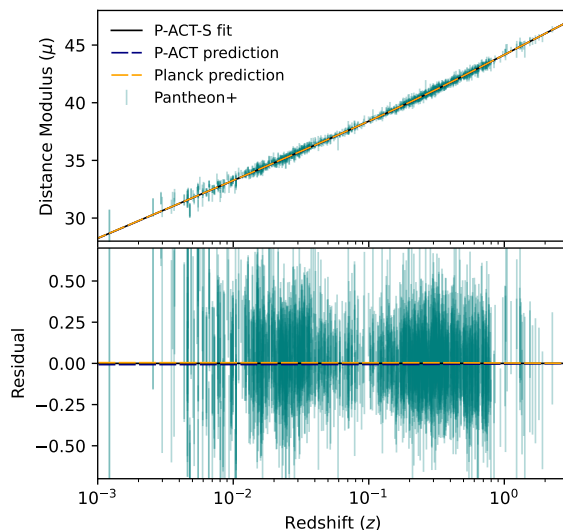 P-ACT-S fit
P-ACT prediction
Planck prediction
Pantheon+
Distance Modulus (μ)
45
40
35
30
Residual
0.50
0.25
0.00
−0.25
−0.50
10⁻³ 10⁻² 10⁻¹ 10⁰
Redshift (z)